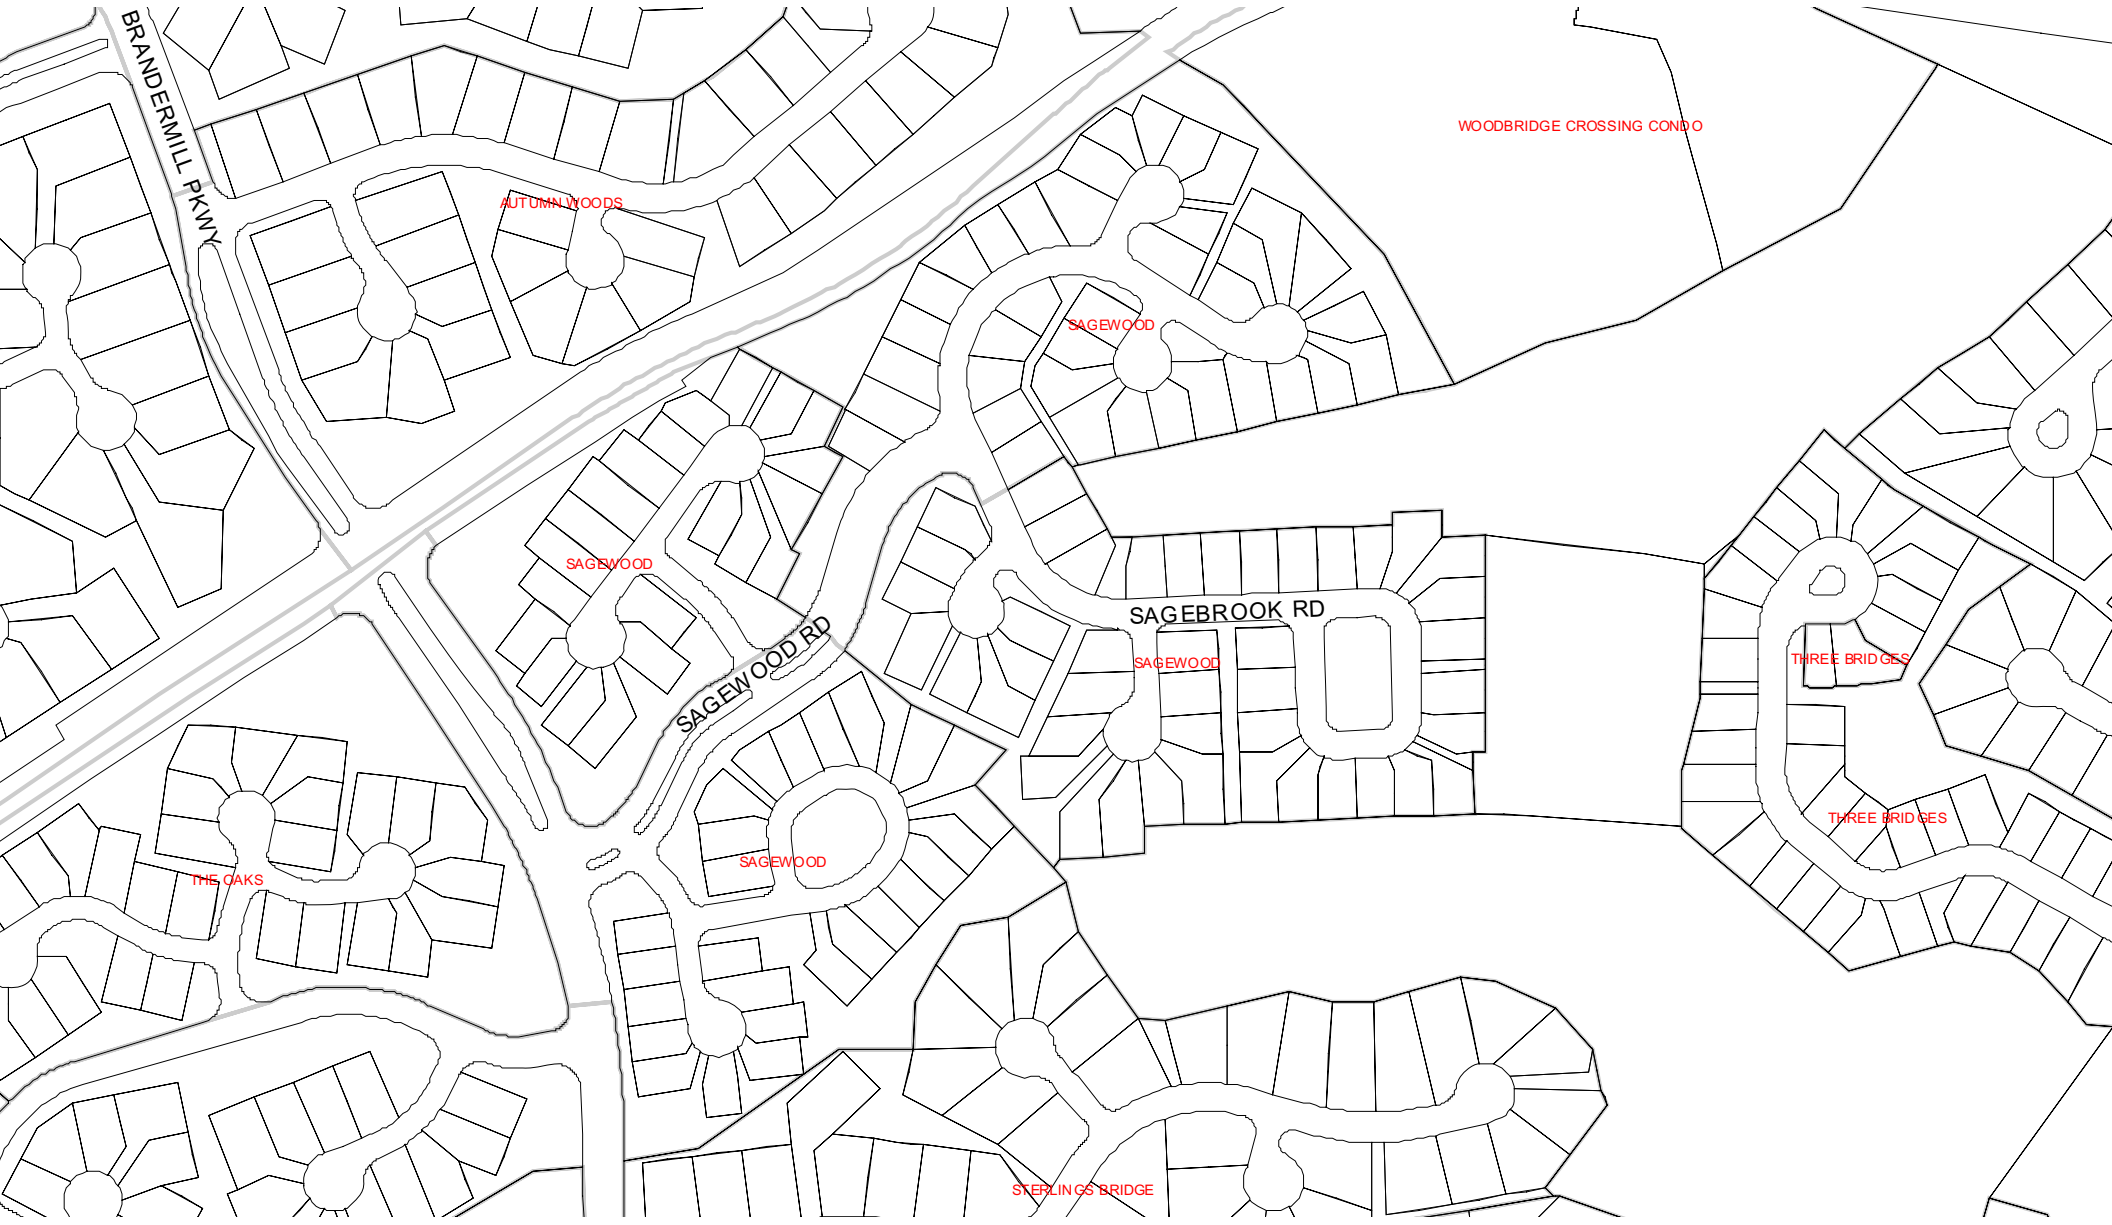 BRANDERMILL PKWY
WOODBRIDGE CROSSING CONDO
AUTUMN WOODS
SAGEWOOD
SAGEWOOD
SAGEBROOK RD
SAGEWOOD RD
SAGEWOOD
THREE BRIDGES
THREE BRIDGES
SAGEWOOD
THE OAKS
STERLINGS BRIDGE